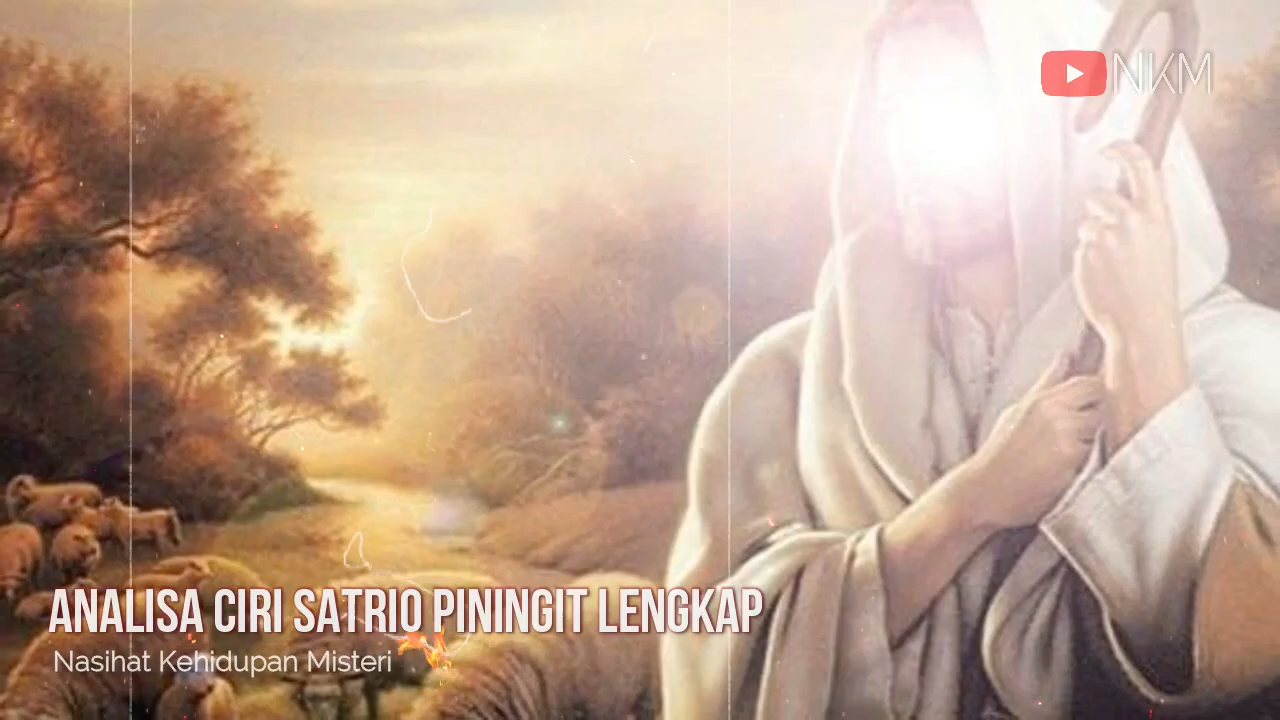 NKM
ANALISA CIRI SATRIO PININGIT LENGKAP
Nasihat Kehidupan Misteri